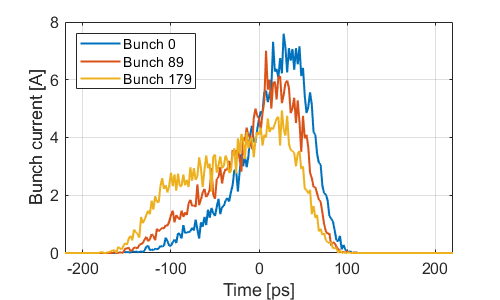 8
Bunch 0
Bunch 89
Bunch 179
6
4
2
0
Bunch current [A]
-200 -100 0 100 200
Time [ps]